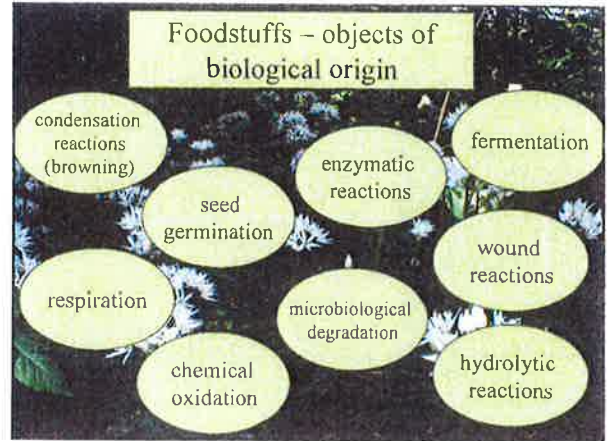 Foodstuffs – objects of
biological origin
condensation
reactions
(browning)
fermentation
enzymatic
reactions
seed
germination
wound
reactions
respiration
microbiological
degradation
chemical
oxidation
hydrolytic
reactions